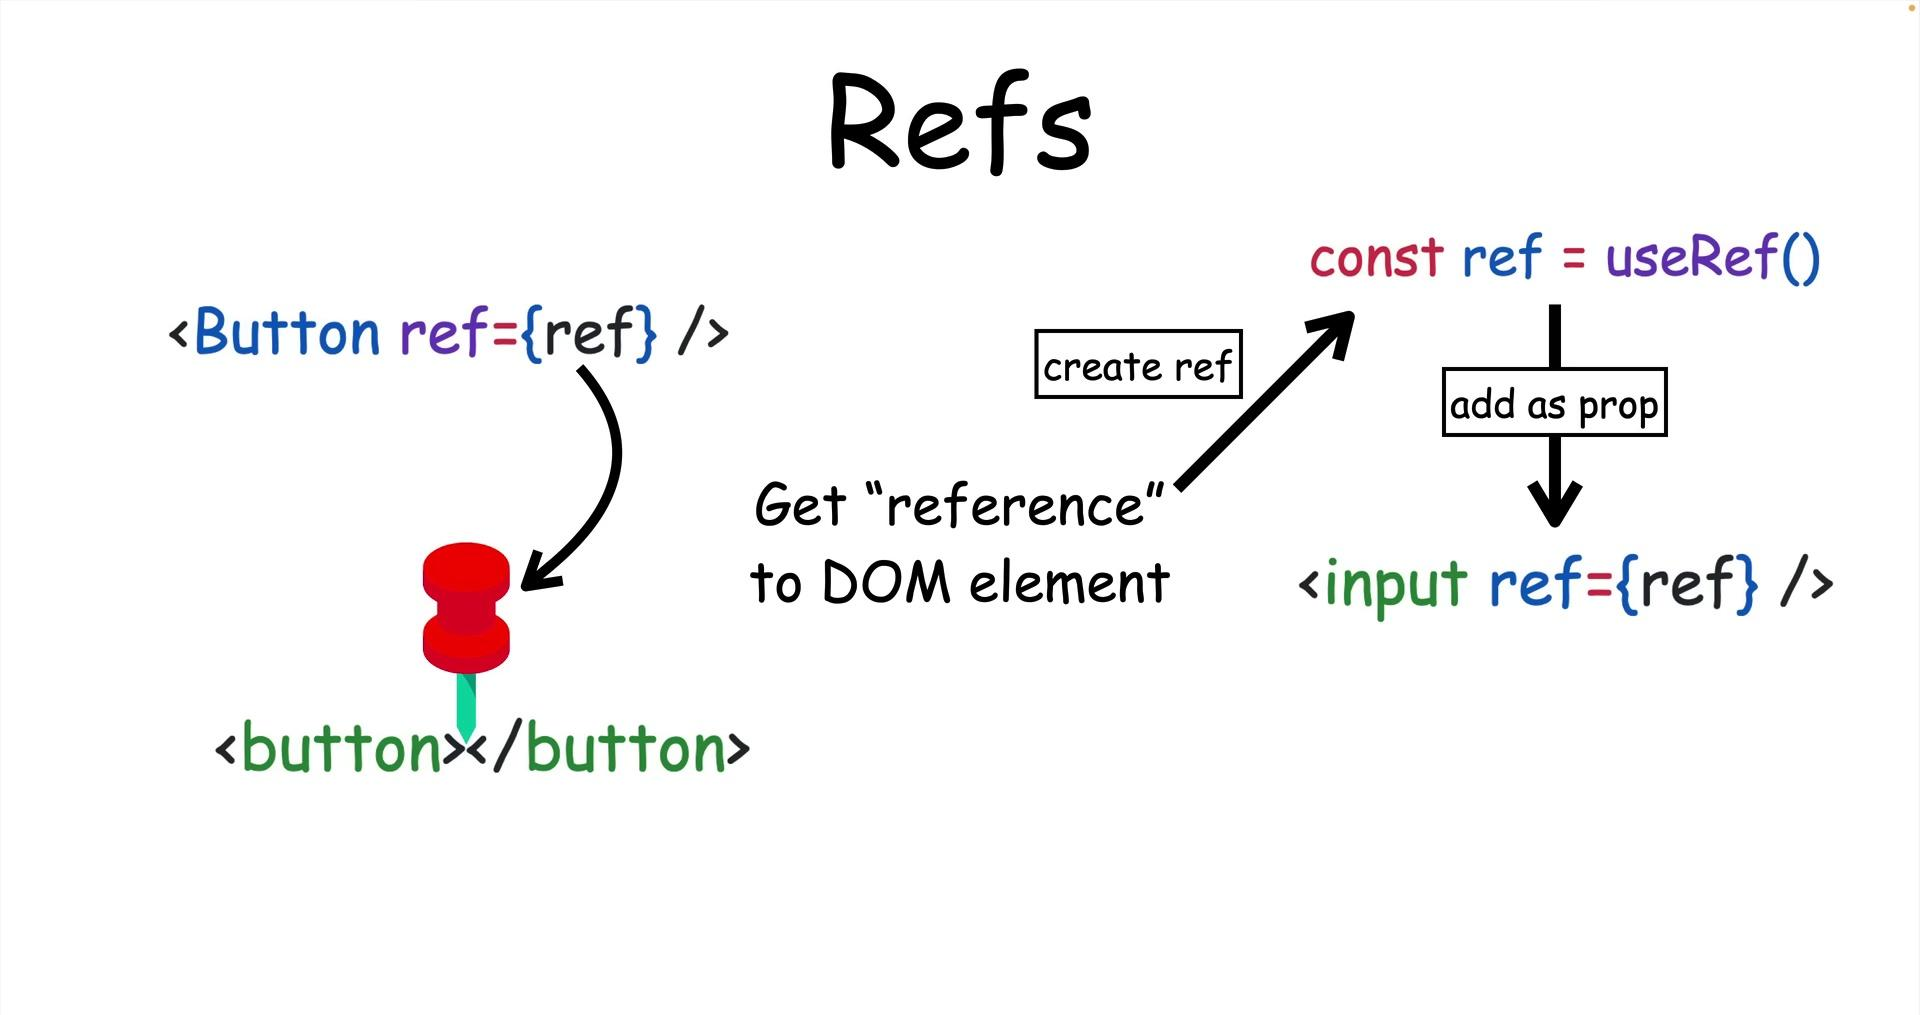 Refs
<Button ref={ref} />
<button></button>
Get “reference”
to DOM element
create ref
const ref = useRef()
add as prop
<input ref={ref} />